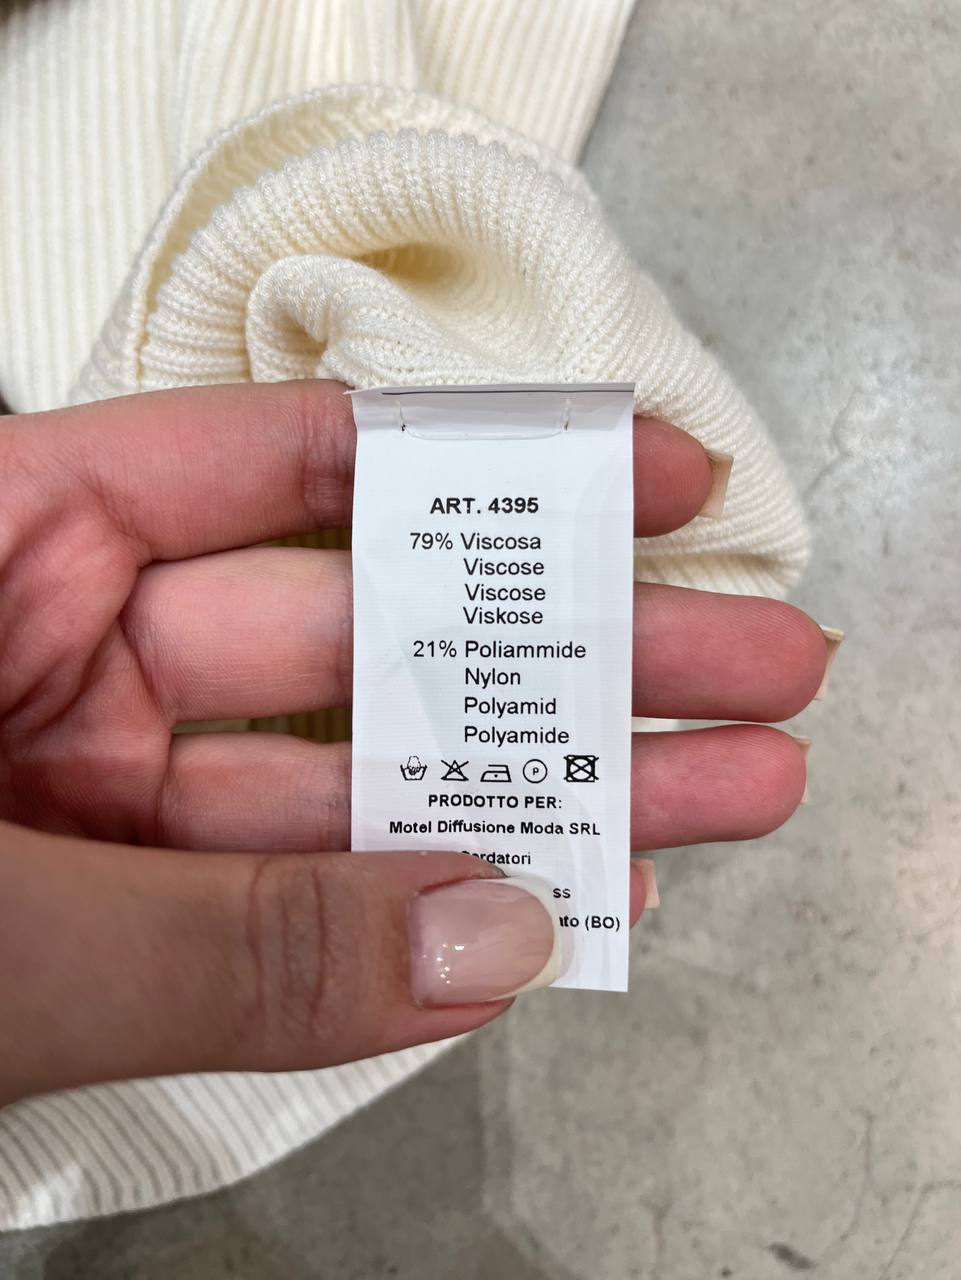 ART. 4395
79% Viscosa
Viscose
Viscose
Viskose
21% Poliammide
Nylon
Polyamid
Polyamide
P
PRODOTTO PER:
Motel Diffusione Moda SRL
(BO)